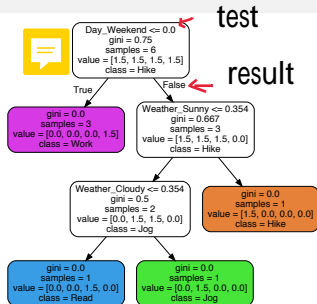 test
Day_Weekend <= 0.0
gini = 0.75
samples = 6
value = [1.5, 1.5, 1.5, 1.5]
class = Hike
True
False
result
gini = 0.0
samples = 3
value = [0.0, 0.0, 0.0, 1.5]
class = Work
Weather_Sunny <= 0.354
gini = 0.667
samples = 3
value = [1.5, 1.5, 1.5, 0.0]
class = Hike
Weather_Cloudy <= 0.354
gini = 0.5
samples = 2
value = [0.0, 1.5, 1.5, 0.0]
class = Jog
gini = 0.0
samples = 1
value = [1.5, 0.0, 0.0, 0.0]
class = Hike
gini = 0.0
samples = 1
value = [0.0, 0.0, 1.5, 0.0]
class = Read
gini = 0.0
samples = 1
value = [0.0, 1.5, 0.0, 0.0]
class = Jog